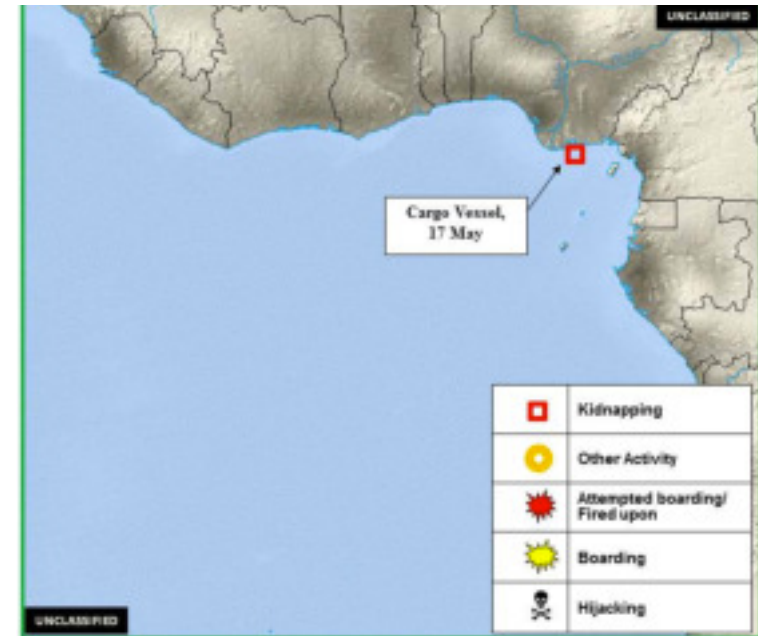 UNCLASSIFIED
Cargo Vessel,
17 May
Kidnapping
Other Activity
Attempted boarding/
Fired upon
Boarding
Hijacking
UNCLASSIFIED